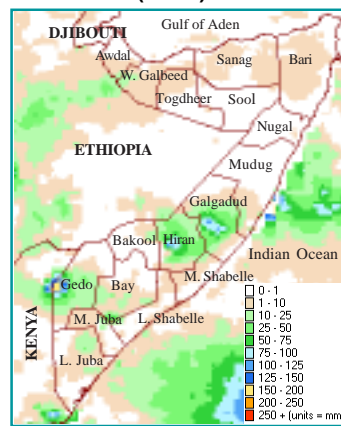 Gulf of Aden
DJIBOUTI
Awdal
Sanag
Bari
W. Galbeed
Togdheer
Sool
Nugal
ETHIOPIA
Mudug
Galgadud
Bakool
Hiran
Indian Ocean
Gedo
Bay
M. Shabelle
KENYA
M. Juba
L. Shabelle
L. Juba
0 - 1
1 - 10
10 - 25
25 - 50
50 - 75
75 - 100
100 - 125
125 - 150
150 - 200
200 - 250
250 + (units = mm